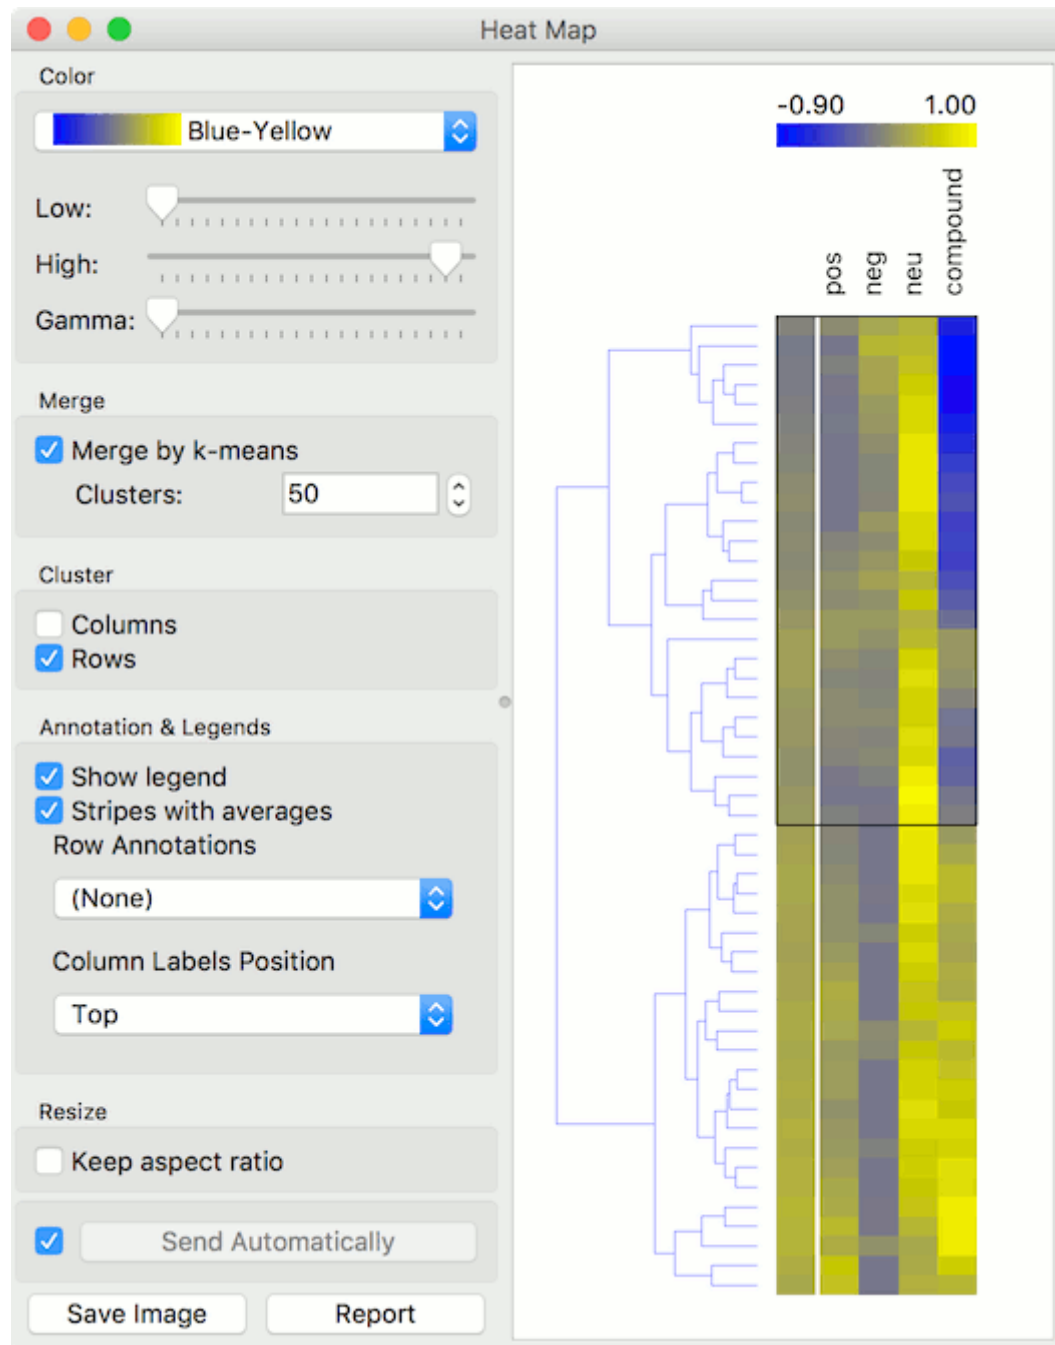 Heat Map
Color
Blue-Yellow
Low:
High:
Gamma:
Merge
Merge by k-means
Clusters: 50
Cluster
Columns
Rows
Annotation & Legends
Show legend
Stripes with averages
Row Annotations
(None)
Column Labels Position
Top
Resize
Keep aspect ratio
Send Automatically
Save Image Report
-0.90 1.00
pos
neg
neu
compound